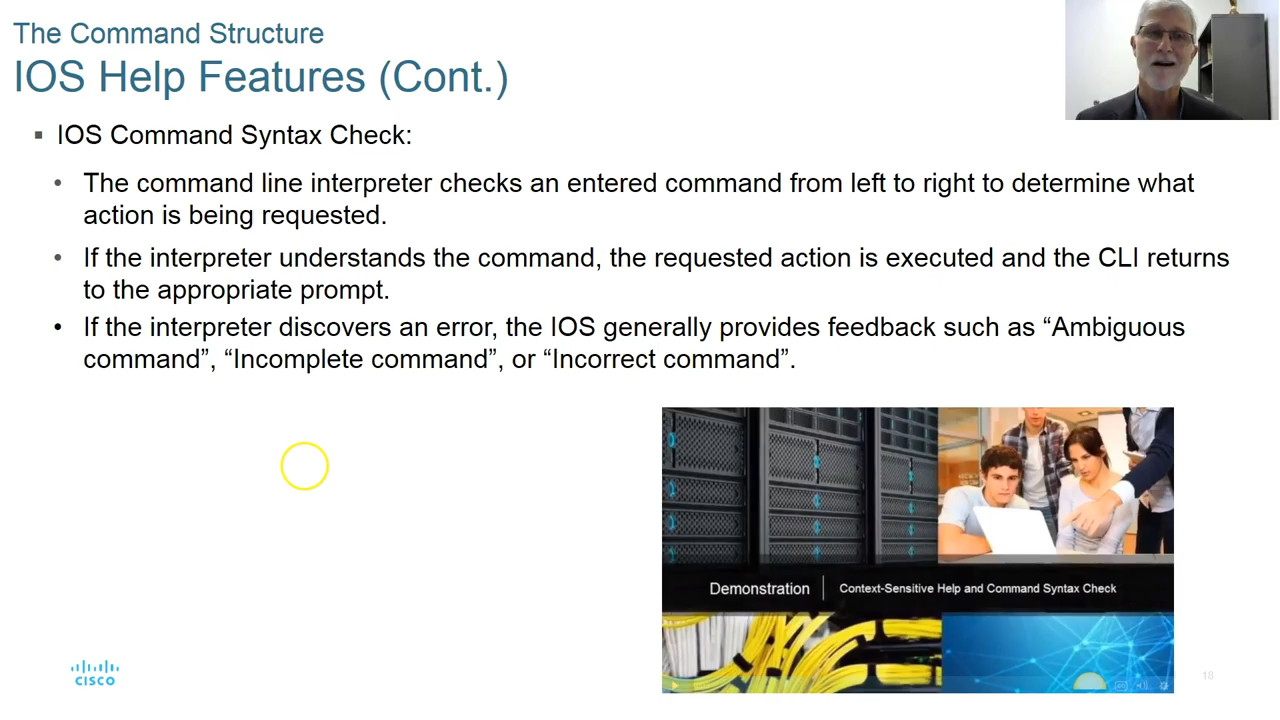 The Command Structure
IOS Help Features (Cont.)
IOS Command Syntax Check:
The command line interpreter checks an entered command from left to right to determine what
action is being requested.
If the interpreter understands the command, the requested action is executed and the CLI returns
to the appropriate prompt.
If the interpreter discovers an error, the IOS generally provides feedback such as “Ambiguous
command”, “Incomplete command”, or “Incorrect command”.
Demonstration
Context-Sensitive Help and Command Syntax Check
CISCO
18